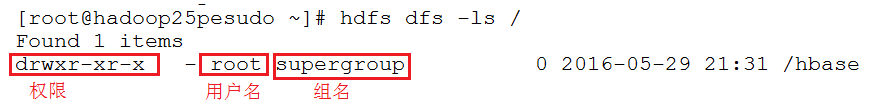 [root@hadoop25pesudo ~]# hdfs dfs -ls /
Found 1 items
drwxr-xr-x - root supergroup 0 2016-05-29 21:31 /hbase
权限 用户名 组名